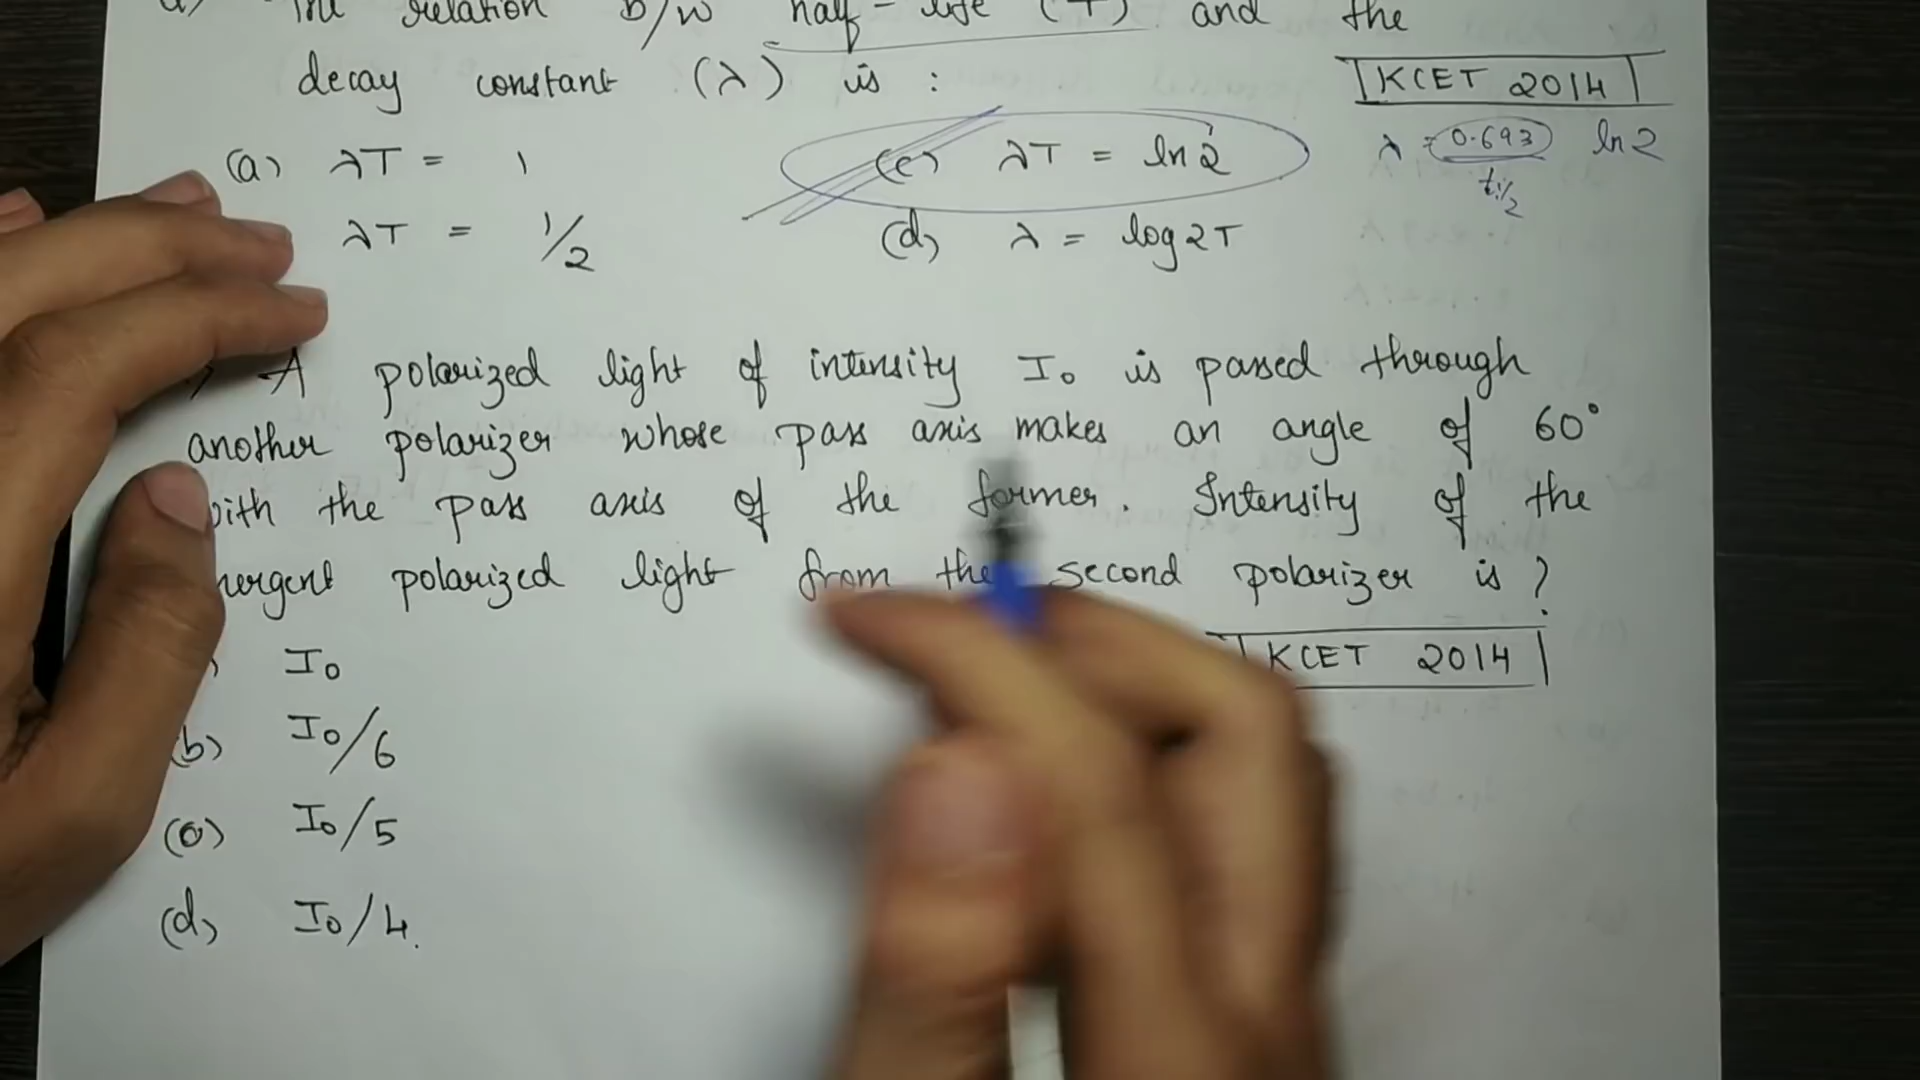 relation b/w half-life (T) and the
decay constant (λ) is :
KCET 2014
(a) λT = 1
(c) λT = ln 2
λ = 0.693 ln 2
t1/2
λT = 1/2
(d) λ = log 2T
A polarized light of intensity I₀ is passed through
another polarizer whose pass axis makes an angle of 60°
with the pass axis of the former. Intensity of the
polarized light from the second polarizer is ?
KCET 2014
I₀
(b) I₀/6
(c) I₀/5
(d) I₀/4.